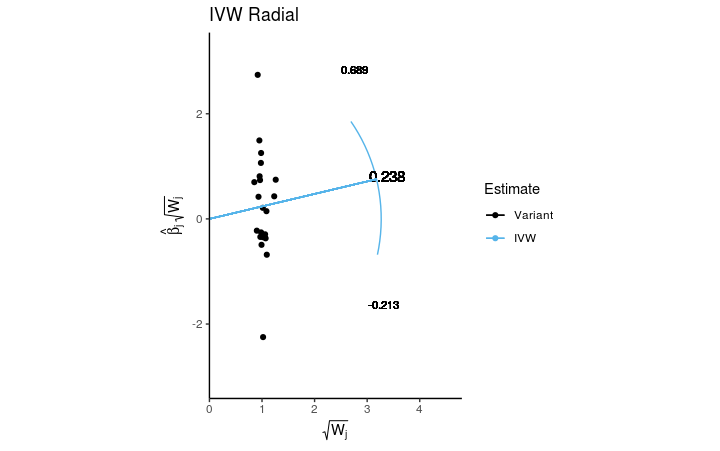 IVW Radial
0.689
0.238
-0.213
2
0
-2
β̂ⱼ√Wⱼ
0 1 2 3 4
√Wⱼ
Estimate
Variant
IVW